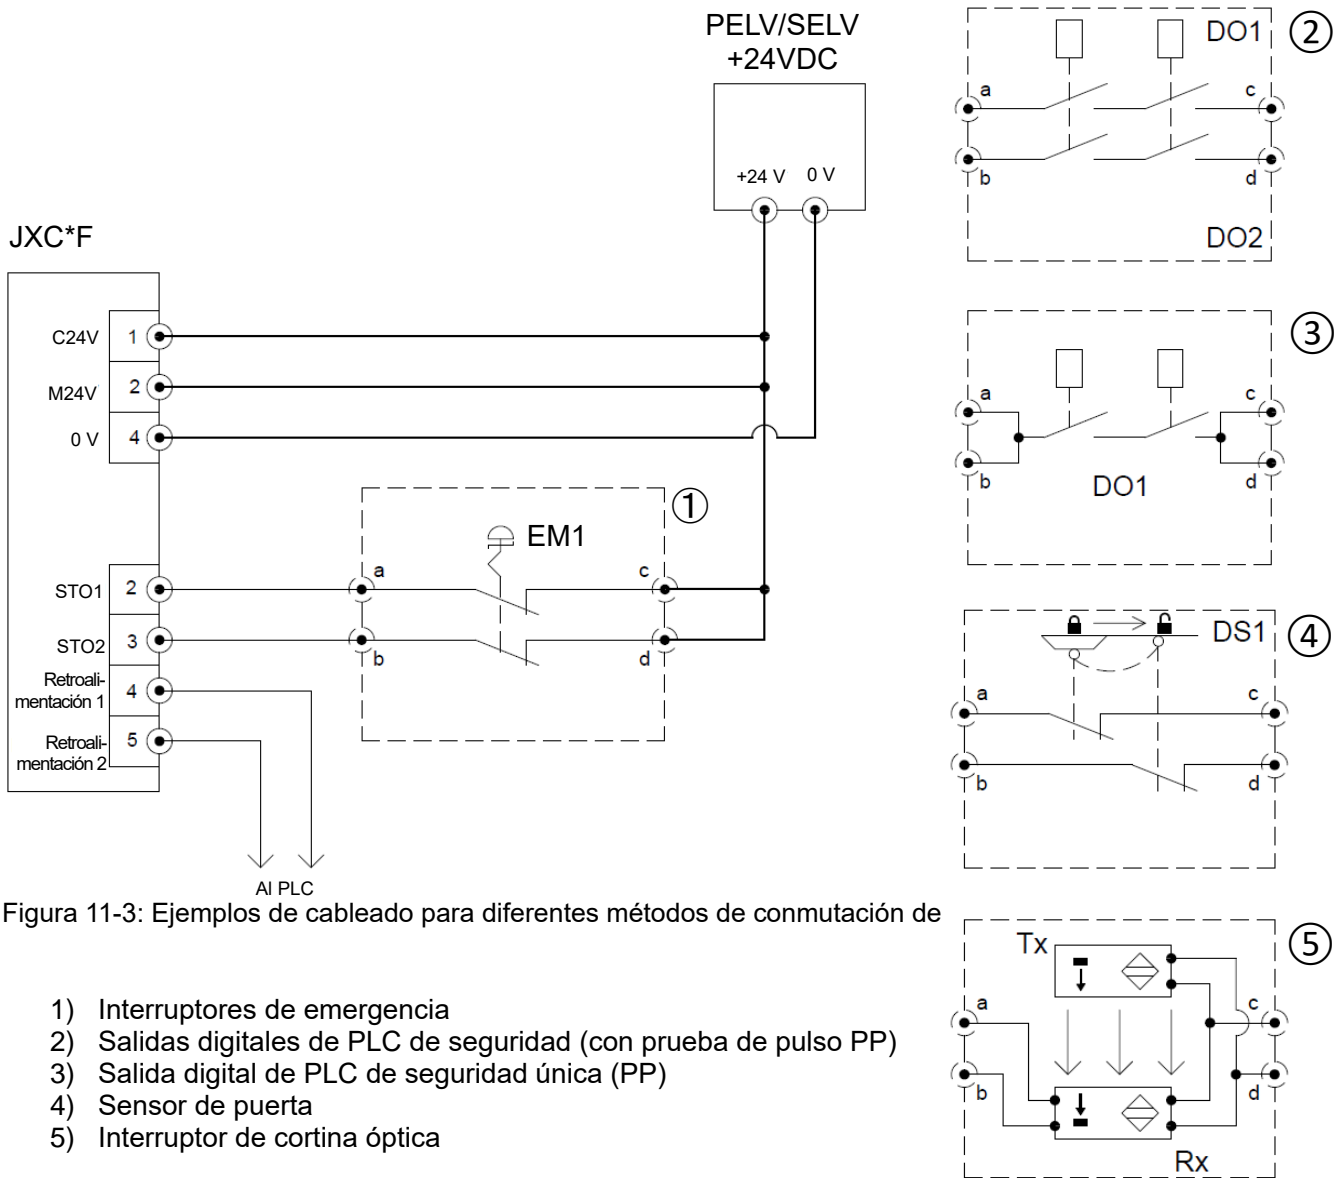 PELV/SELV
+24VDC
+24 V
0 V
JXC*F
C24V
1
M24V
2
0 V
4
STO1
2
STO2
3
Retroali-
mentación 1
4
Retroali-
mentación 2
5
a
b
c
d
EM1
①
Al PLC
DO1
②
a
b
c
d
DO2
③
a
b
c
d
DO1
DS1
④
a
b
c
d
Tx
⑤
a
b
c
d
Rx
Figura 11-3: Ejemplos de cableado para diferentes métodos de conmutación de
1) Interruptores de emergencia
2) Salidas digitales de PLC de seguridad (con prueba de pulso PP)
3) Salida digital de PLC de seguridad única (PP)
4) Sensor de puerta
5) Interruptor de cortina óptica